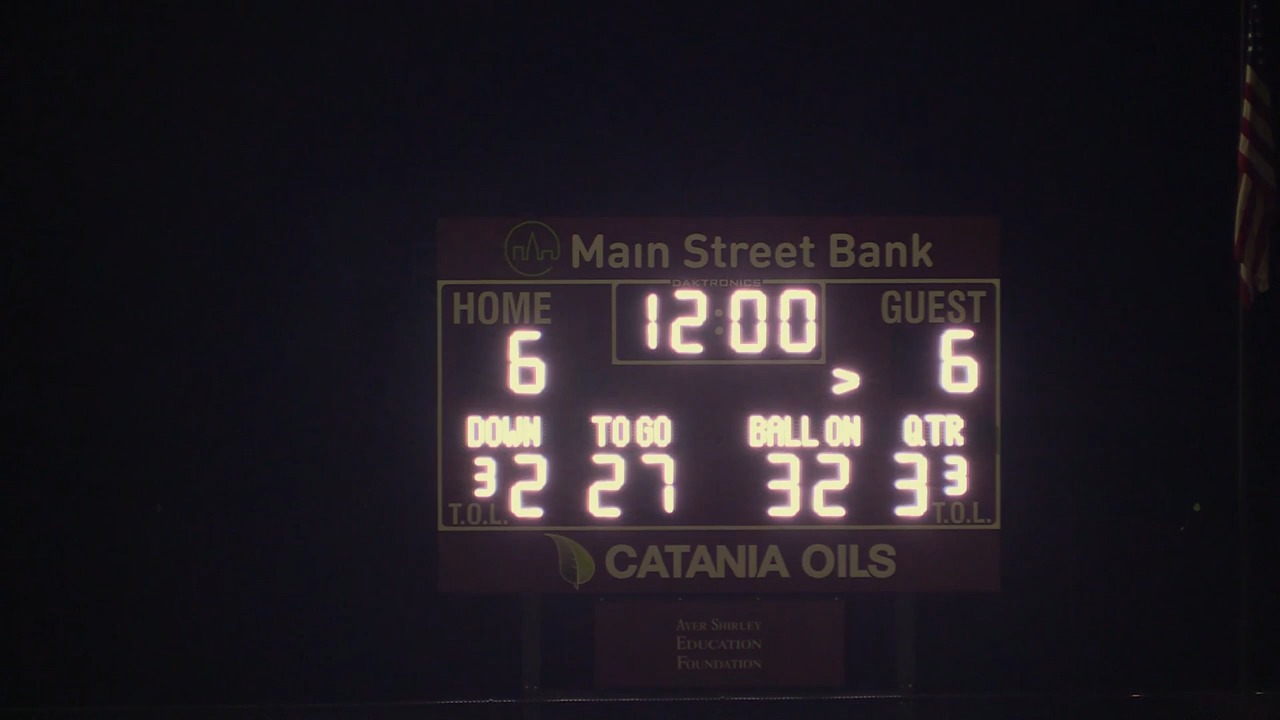 Main Street Bank
DAKTRONICS
HOME 12:00 GUEST
6 > 6
DOWN TO GO BALL ON QTR
3 2 27 32 3 3
T.O.L. T.O.L.
CATANIA OILS
AYER SHIRLEY
EDUCATION
FOUNDATION